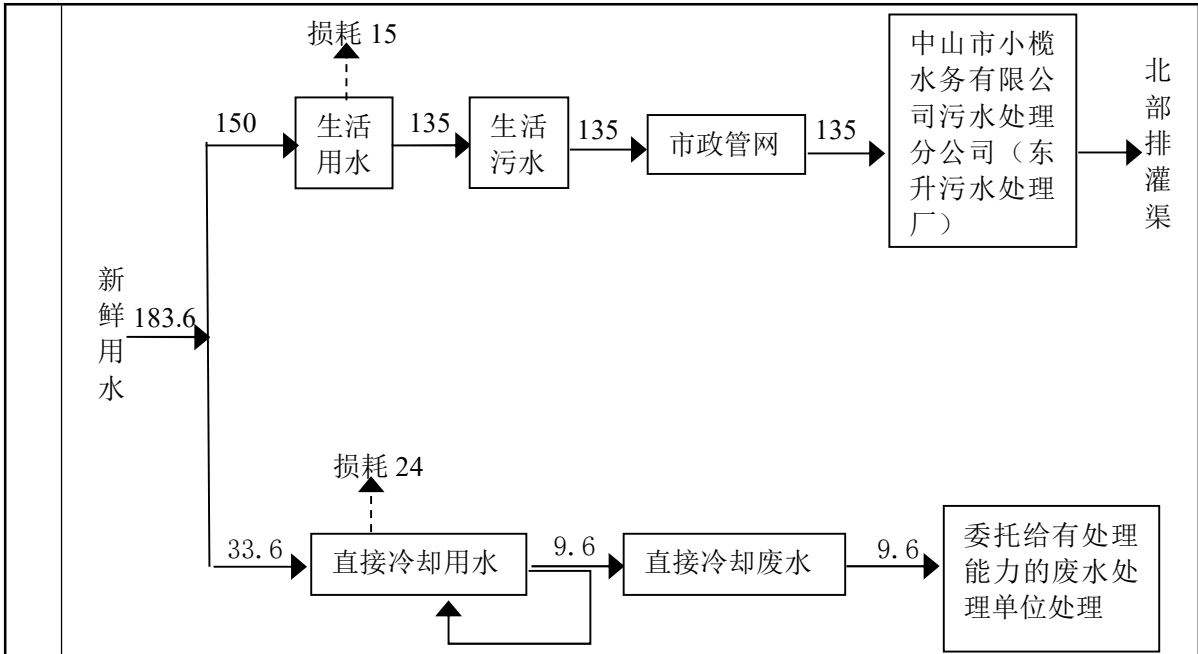 损耗 15
150
生活
用水
135
生活
污水
135
市政管网
135
中山市小榄
水务有限公
司污水处理
分公司（东
升污水处理
厂）
北部排灌渠
新鲜用水
183.6
损耗 24
33.6
直接冷却用水
9.6
直接冷却废水
9.6
委托给有处理
能力的废水处
理单位处理